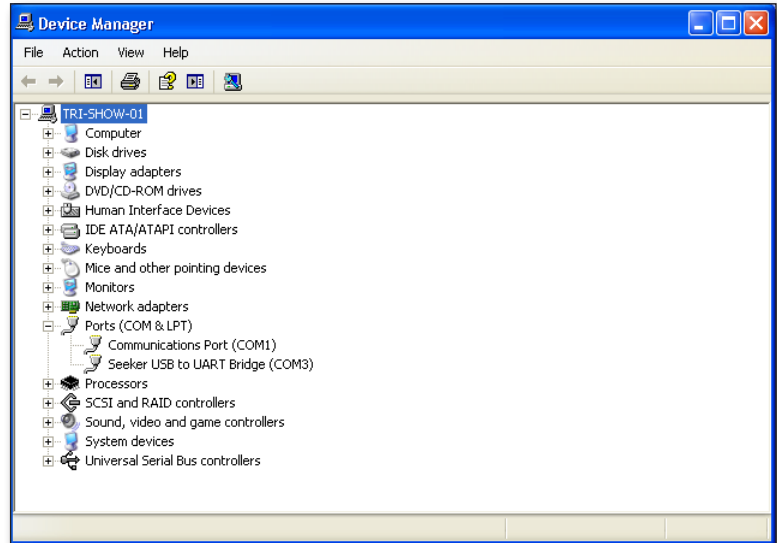 Device Manager
File Action View Help
TRI-SHOW-01
Computer
Disk drives
Display adapters
DVD/CD-ROM drives
Human Interface Devices
IDE ATA/ATAPI controllers
Keyboards
Mice and other pointing devices
Monitors
Network adapters
Ports (COM & LPT)
Communications Port (COM1)
Seeker USB to UART Bridge (COM3)
Processors
SCSI and RAID controllers
Sound, video and game controllers
System devices
Universal Serial Bus controllers